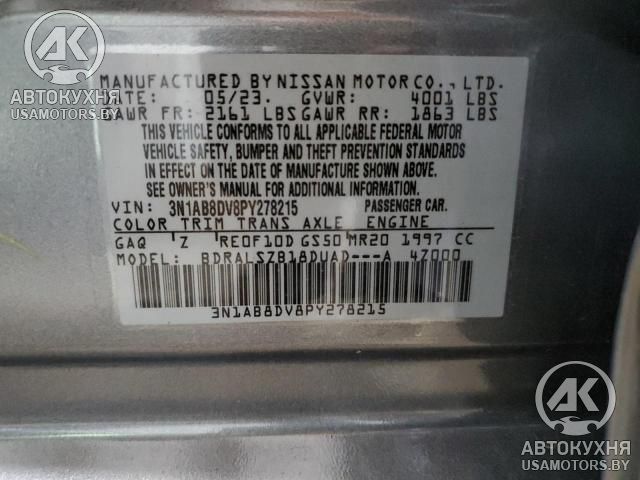 АВТОКУХНЯ
USAMOTORS.BY
MANUFACTURED BY NISSAN MOTOR CO., LTD.
DATE: 05/23. GVWR: 4001 LBS
GAWR FR: 2161 LBS GAWR RR: 1863 LBS
THIS VEHICLE CONFORMS TO ALL APPLICABLE FEDERAL MOTOR
VEHICLE SAFETY, BUMPER AND THEFT PREVENTION STANDARDS
IN EFFECT ON THE DATE OF MANUFACTURE SHOWN ABOVE.
SEE OWNER'S MANUAL FOR ADDITIONAL INFORMATION.
VIN: 3N1AB8DV8PY278215 PASSENGER CAR.
COLOR TRIM TRANS AXLE ENGINE
GAQ Z RE0F10D GS50 MR20 1997 CC
MODEL: BDRALSZB18DUAD---A 4Z000
3N1AB8DV8PY278215
АВТОКУХНЯ
USAMOTORS.BY